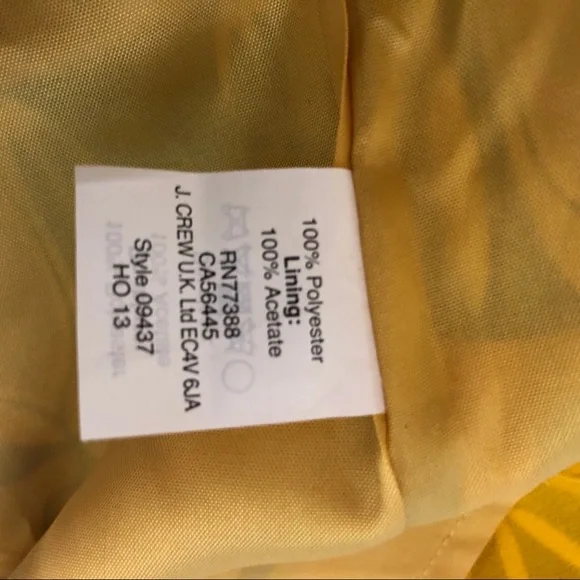 100% Polyester
Lining:
100% Acetate
RN77388
CA56445
J. CREW U.K. Ltd EC4V 6JA
Style 09437
HO 13